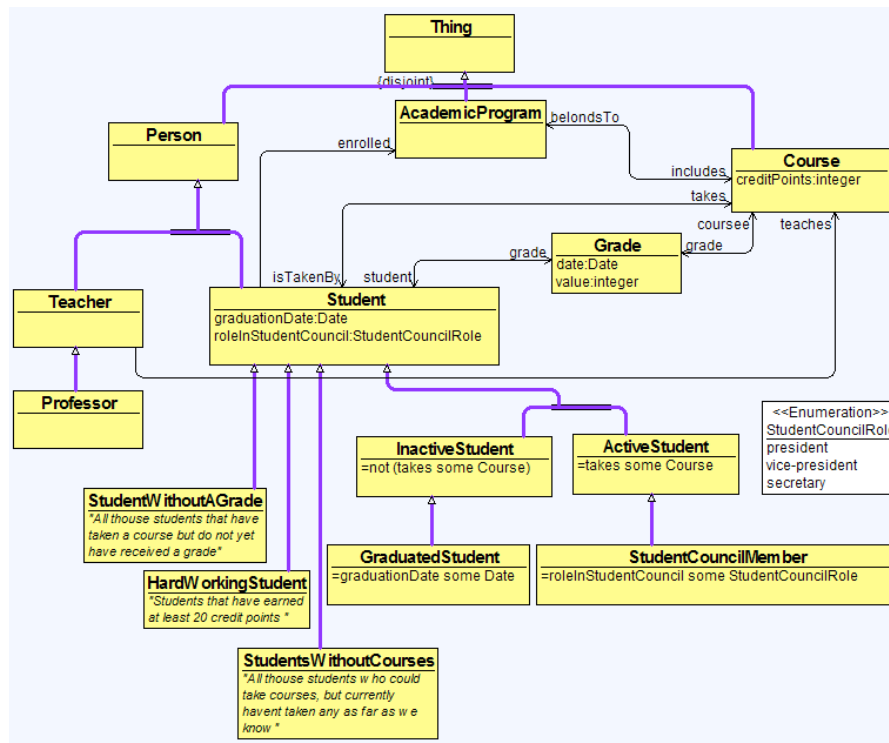 Thing
{disjoint}
Person
AcademicProgram
belondsTo
enrolled
Course
creditPoints:integer
includes
takes
coursee
teaches
Grade
date:Date
value:integer
grade
grade
isTakenBy
student
Student
graduationDate:Date
roleInStudentCouncil:StudentCouncilRole
Teacher
Professor
InactiveStudent
=not (takes some Course)
ActiveStudent
=takes some Course
<<Enumeration>>
StudentCouncilRole
president
vice-president
secretary
StudentWithoutAGrade
"All thouse students that have
taken a course but do not yet
have received a grade"
GraduatedStudent
=graduationDate some Date
StudentCouncilMember
=roleInStudentCouncil some StudentCouncilRole
HardWorkingStudent
"Students that have earned
at least 20 credit points "
StudentsWithoutCourses
"All thouse students who could
take courses, but currently
havent taken any as far as we
know "